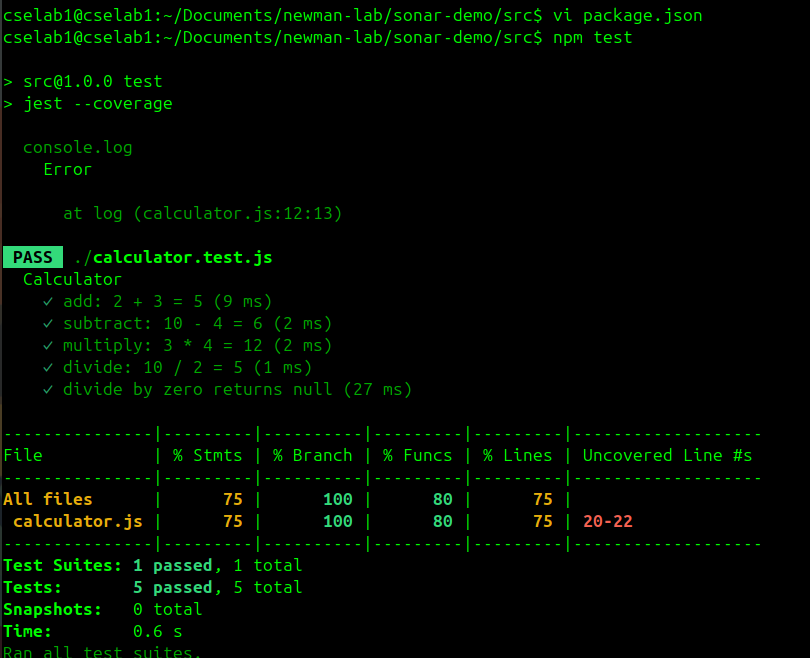 cselab1@cselab1:~/Documents/newman-lab/sonar-demo/src$ vi package.json
cselab1@cselab1:~/Documents/newman-lab/sonar-demo/src$ npm test
> src@1.0.0 test
> jest --coverage
console.log
Error
at log (calculator.js:12:13)
PASS ./calculator.test.js
Calculator
✓ add: 2 + 3 = 5 (9 ms)
✓ subtract: 10 - 4 = 6 (2 ms)
✓ multiply: 3 * 4 = 12 (2 ms)
✓ divide: 10 / 2 = 5 (1 ms)
✓ divide by zero returns null (27 ms)
---------------|---------|----------|---------|---------|-------------------
File           | % Stmts | % Branch | % Funcs | % Lines | Uncovered Line #s
---------------|---------|----------|---------|---------|-------------------
All files      |      75 |      100 |      80 |      75 |
 calculator.js |      75 |      100 |      80 |      75 | 20-22
---------------|---------|----------|---------|---------|-------------------
Test Suites: 1 passed, 1 total
Tests:       5 passed, 5 total
Snapshots:   0 total
Time:        0.6 s
Ran all test suites.